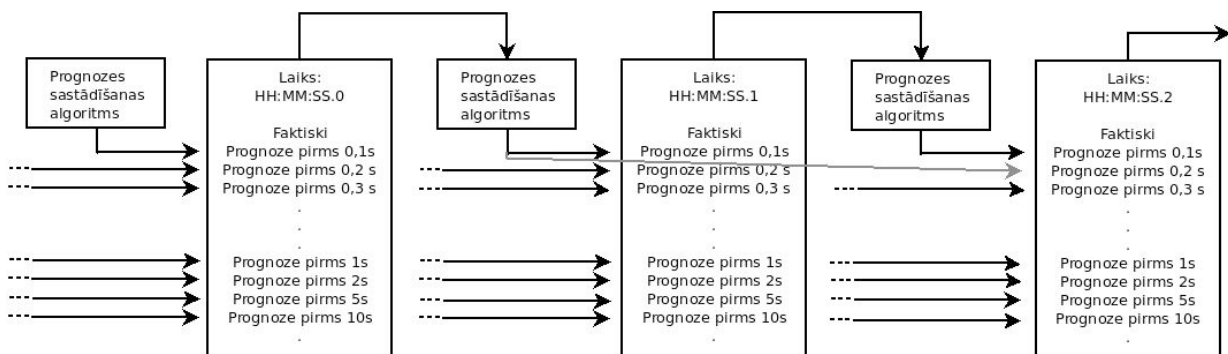 Prognozes
sastādīšanas
algoritms
Laiks:
HH:MM:SS.0
Faktiski
Prognoze pirms 0,1s
Prognoze pirms 0,2 s
Prognoze pirms 0,3 s
.
.
.
Prognoze pirms 1s
Prognoze pirms 2s
Prognoze pirms 5s
Prognoze pirms 10s
.
Prognozes
sastādīšanas
algoritms
Laiks:
HH:MM:SS.1
Faktiski
Prognoze pirms 0,1s
Prognoze pirms 0,2 s
Prognoze pirms 0,3 s
.
.
.
Prognoze pirms 1s
Prognoze pirms 2s
Prognoze pirms 5s
Prognoze pirms 10s
.
Prognozes
sastādīšanas
algoritms
Laiks:
HH:MM:SS.2
Faktiski
Prognoze pirms 0,1s
Prognoze pirms 0,2 s
Prognoze pirms 0,3 s
.
.
.
Prognoze pirms 1s
Prognoze pirms 2s
Prognoze pirms 5s
Prognoze pirms 10s
.